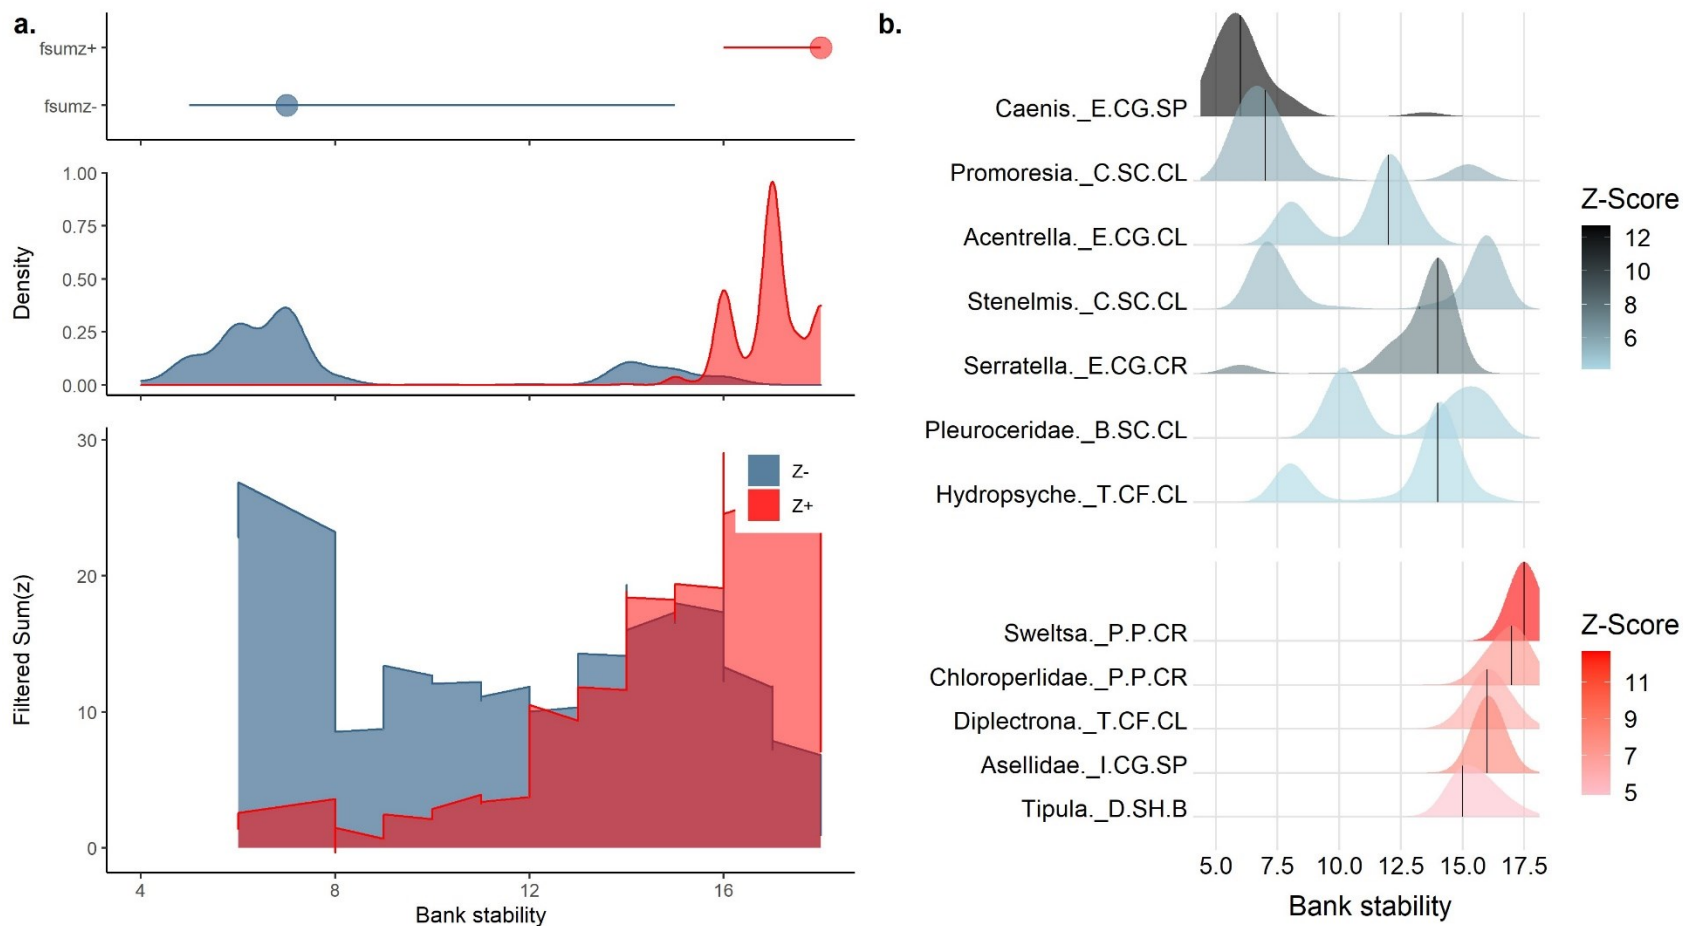 a.
fsumz+
fsumz-
1.00
0.75
0.50
0.25
0.00
Density
30
20
10
0
Filtered Sum(z)
Z-
Z+
4 8 12 16
Bank stability
b.
Caenis._E.CG.SP
Promoresia._C.SC.CL
Acentrella._E.CG.CL
Stenelmis._C.SC.CL
Serratella._E.CG.CR
Pleuroceridae._B.SC.CL
Hydropsyche._T.CF.CL
Z-Score
12
10
8
6
Sweltsa._P.P.CR
Chloroperlidae._P.P.CR
Diplectrona._T.CF.CL
Asellidae._I.CG.SP
Tipula._D.SH.B
Z-Score
11
9
7
5
5.0 7.5 10.0 12.5 15.0 17.5
Bank stability